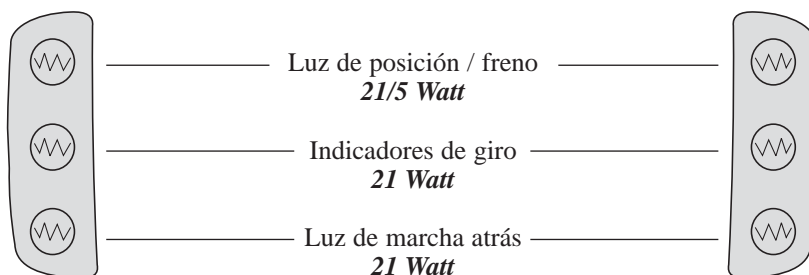 Luz de posición / freno
21/5 Watt
Indicadores de giro
21 Watt
Luz de marcha atrás
21 Watt